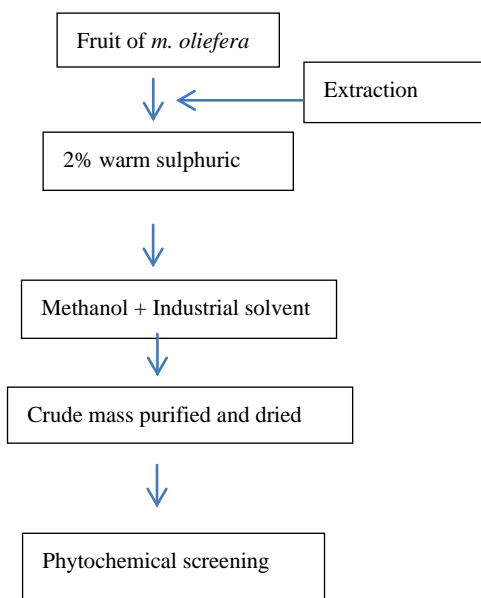 Fruit of m. oliefera
Extraction
2% warm sulphuric
Methanol + Industrial solvent
Crude mass purified and dried
Phytochemical screening